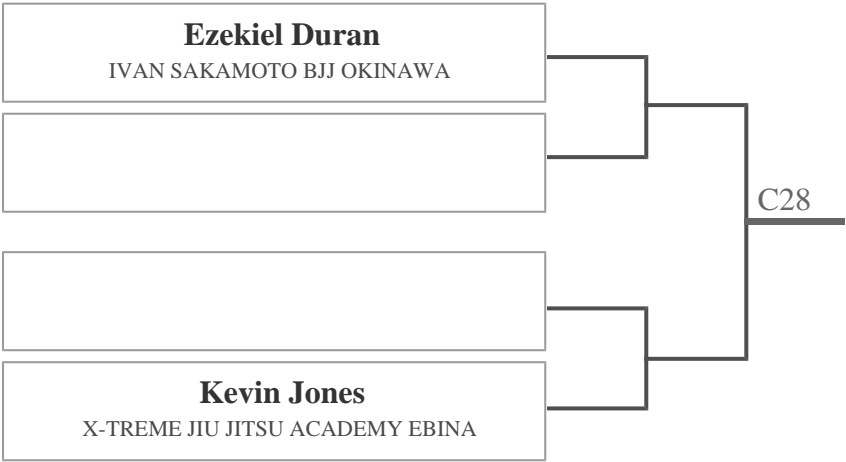 Ezekiel Duran
IVAN SAKAMOTO BJJ OKINAWA
C28
Kevin Jones
X-TREME JIU JITSU ACADEMY EBINA